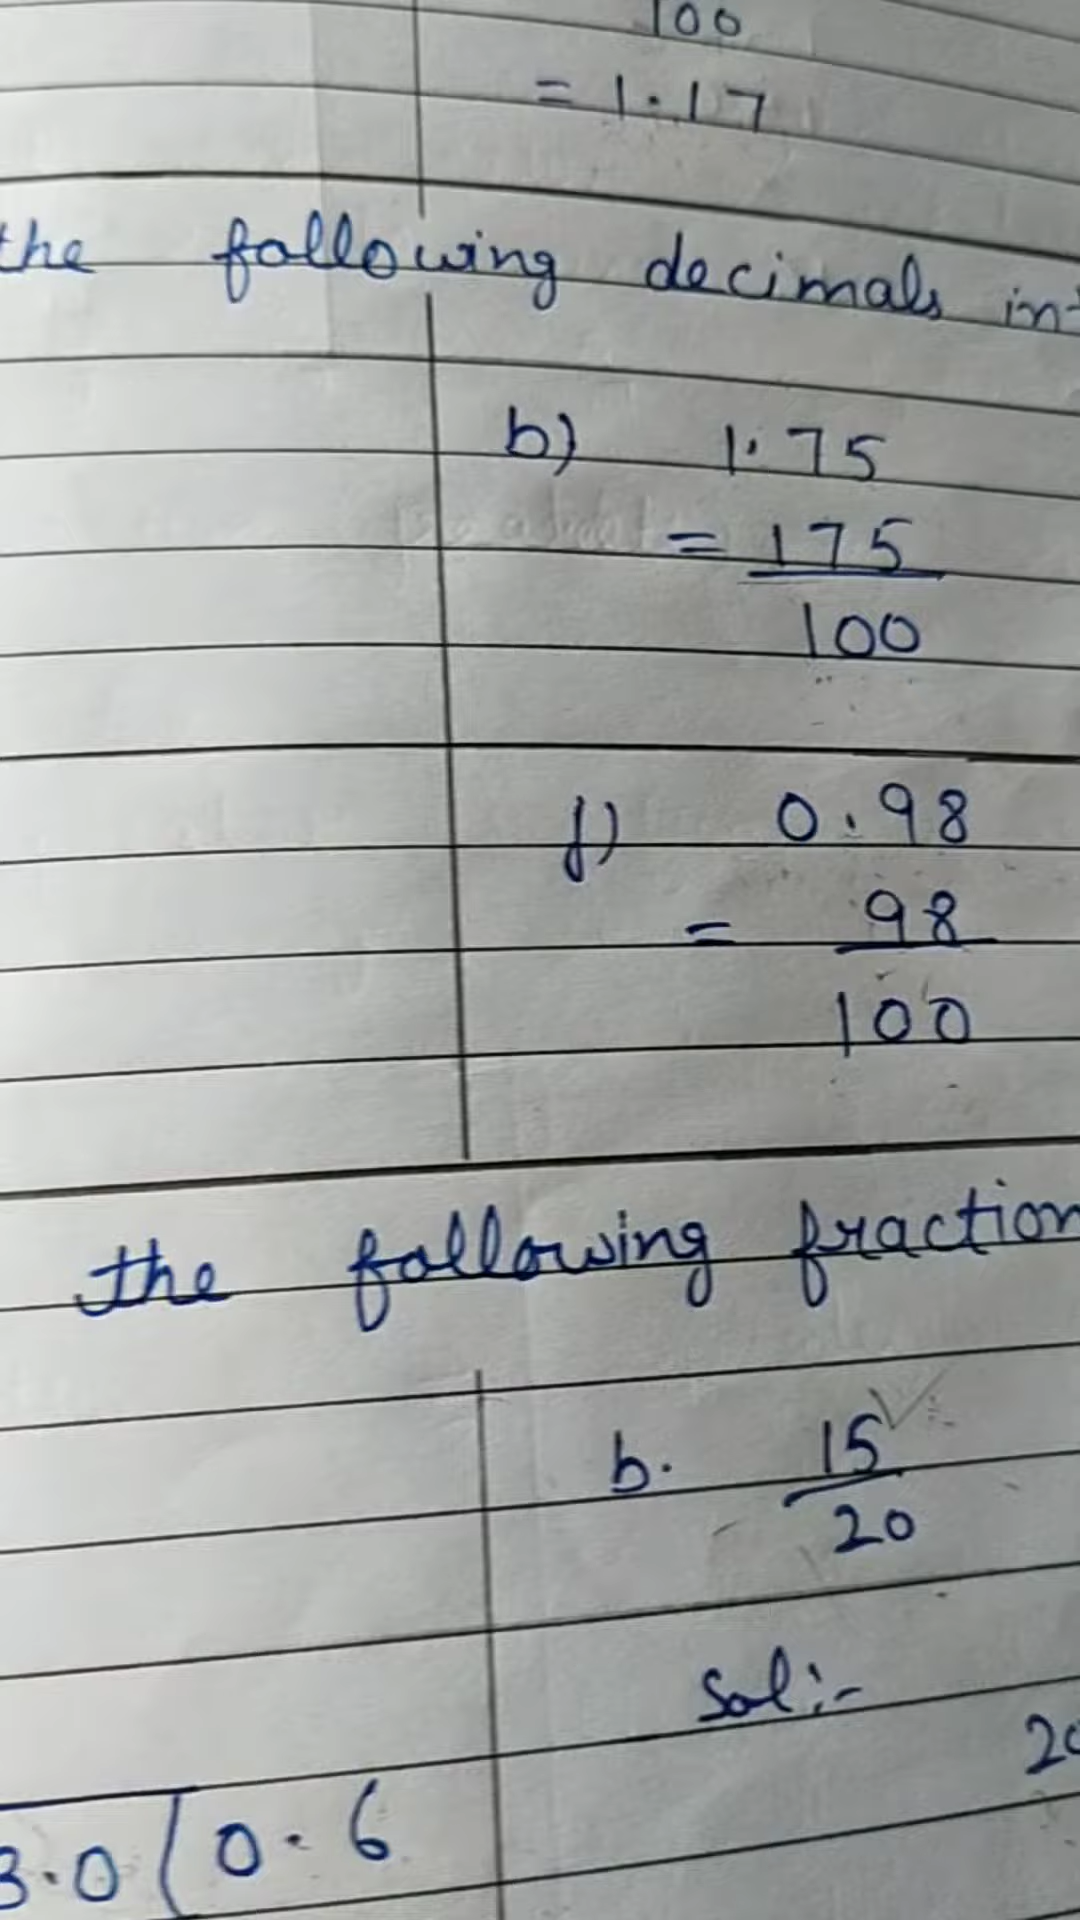 100
= 1.17
the following decimals
b) 1.75
= 175
100
f) 0.98
= 98
100
the following fraction
b. 15
20
Sol:-
20
3.0 ( 0.6